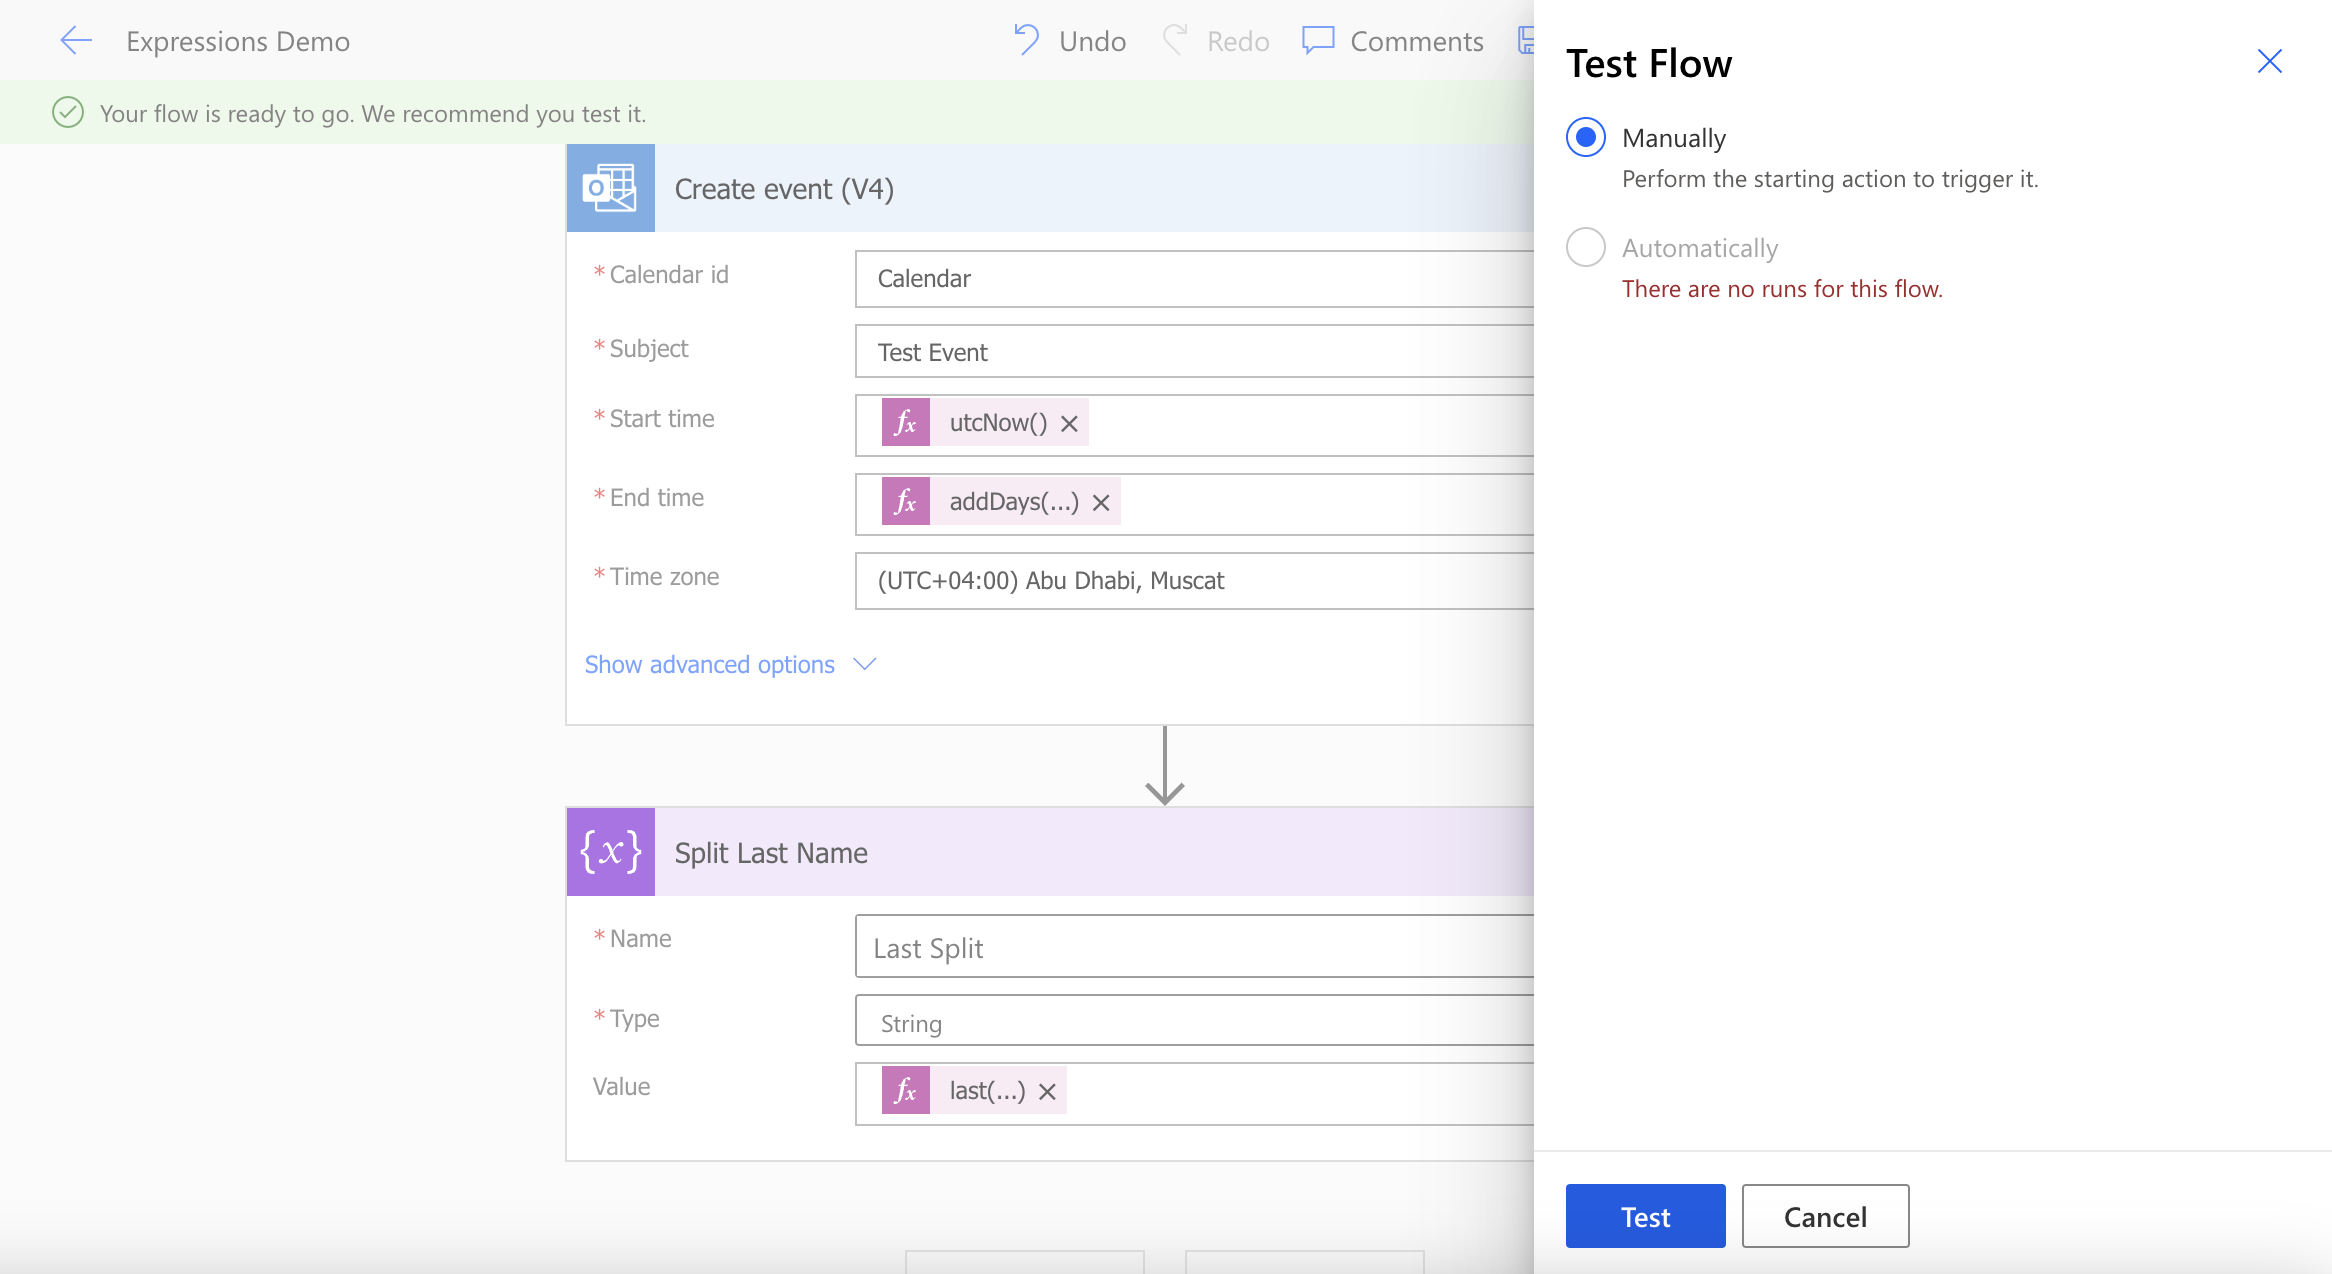 Expressions Demo
Undo
Redo
Comments
Your flow is ready to go. We recommend you test it.
Create event (V4)
* Calendar id
Calendar
* Subject
Test Event
* Start time
fx utcNow()
* End time
fx addDays(...)
* Time zone
(UTC+04:00) Abu Dhabi, Muscat
Show advanced options
{x} Split Last Name
* Name
Last Split
* Type
String
Value
fx last(...)
Test Flow
Manually
Perform the starting action to trigger it.
Automatically
There are no runs for this flow.
Test
Cancel